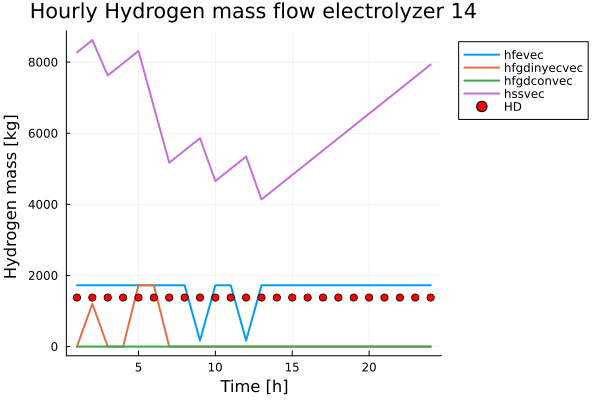 Hourly Hydrogen mass flow electrolyzer 14
Hydrogen mass [kg]
8000
6000
4000
2000
0
5
10
15
20
Time [h]
hfevec
hfgdinyecvec
hfgdconvec
hssvec
HD